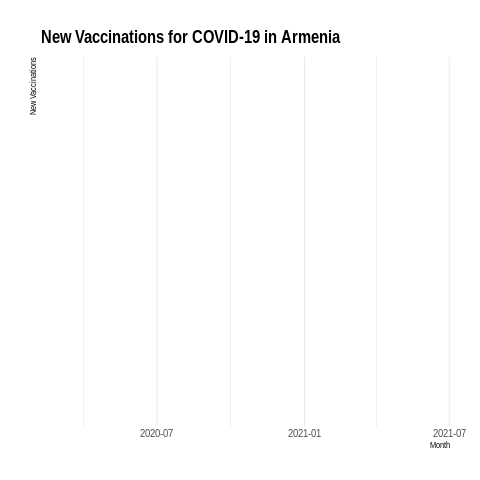 New Vaccinations for COVID-19 in Armenia
New Vaccinations
2020-07
2021-01
2021-07
Month